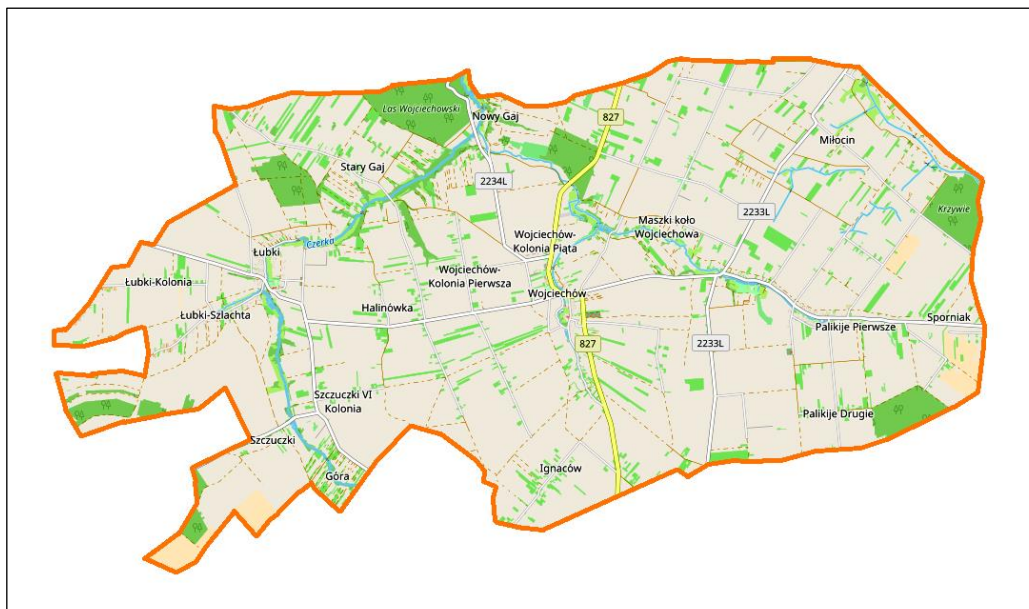 Las Wojciechowski
Nowy Gaj
827
Miłocin
Stary Gaj
2234L
Krzywie
2233L
Maszki koło
Wojciechowa
Czerka
Wojciechów-
Kolonia Piąta
Łubki
Wojciechów-
Kolonia Pierwsza
Łubki-Kolonia
Wojciechów
Halinówka
Łubki-Szlachta
Sporniak
Palikije Pierwsze
827
2233L
Szczuczki VI
Kolonia
Palikije Drugie
Szczuczki
Ignaców
Góra